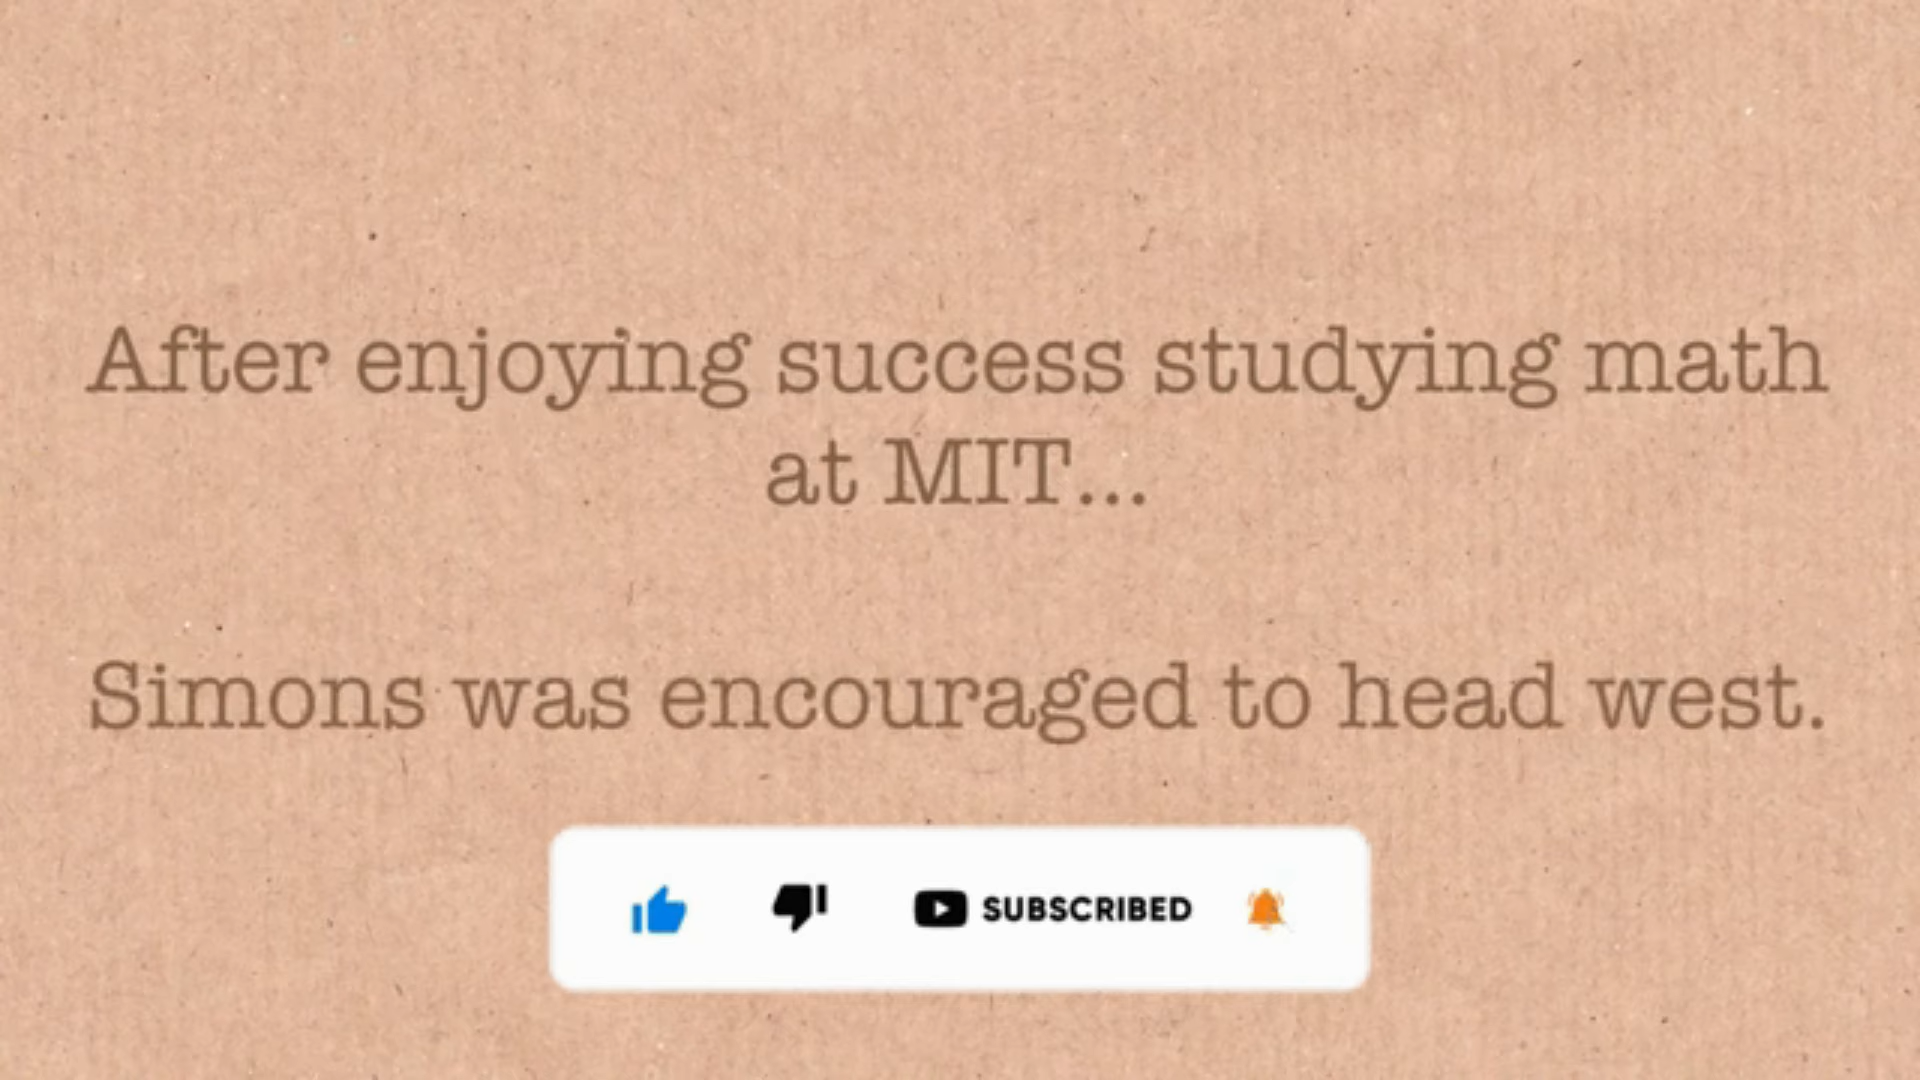 After enjoying success studying math
at MIT...
Simons was encouraged to head west.
SUBSCRIBED